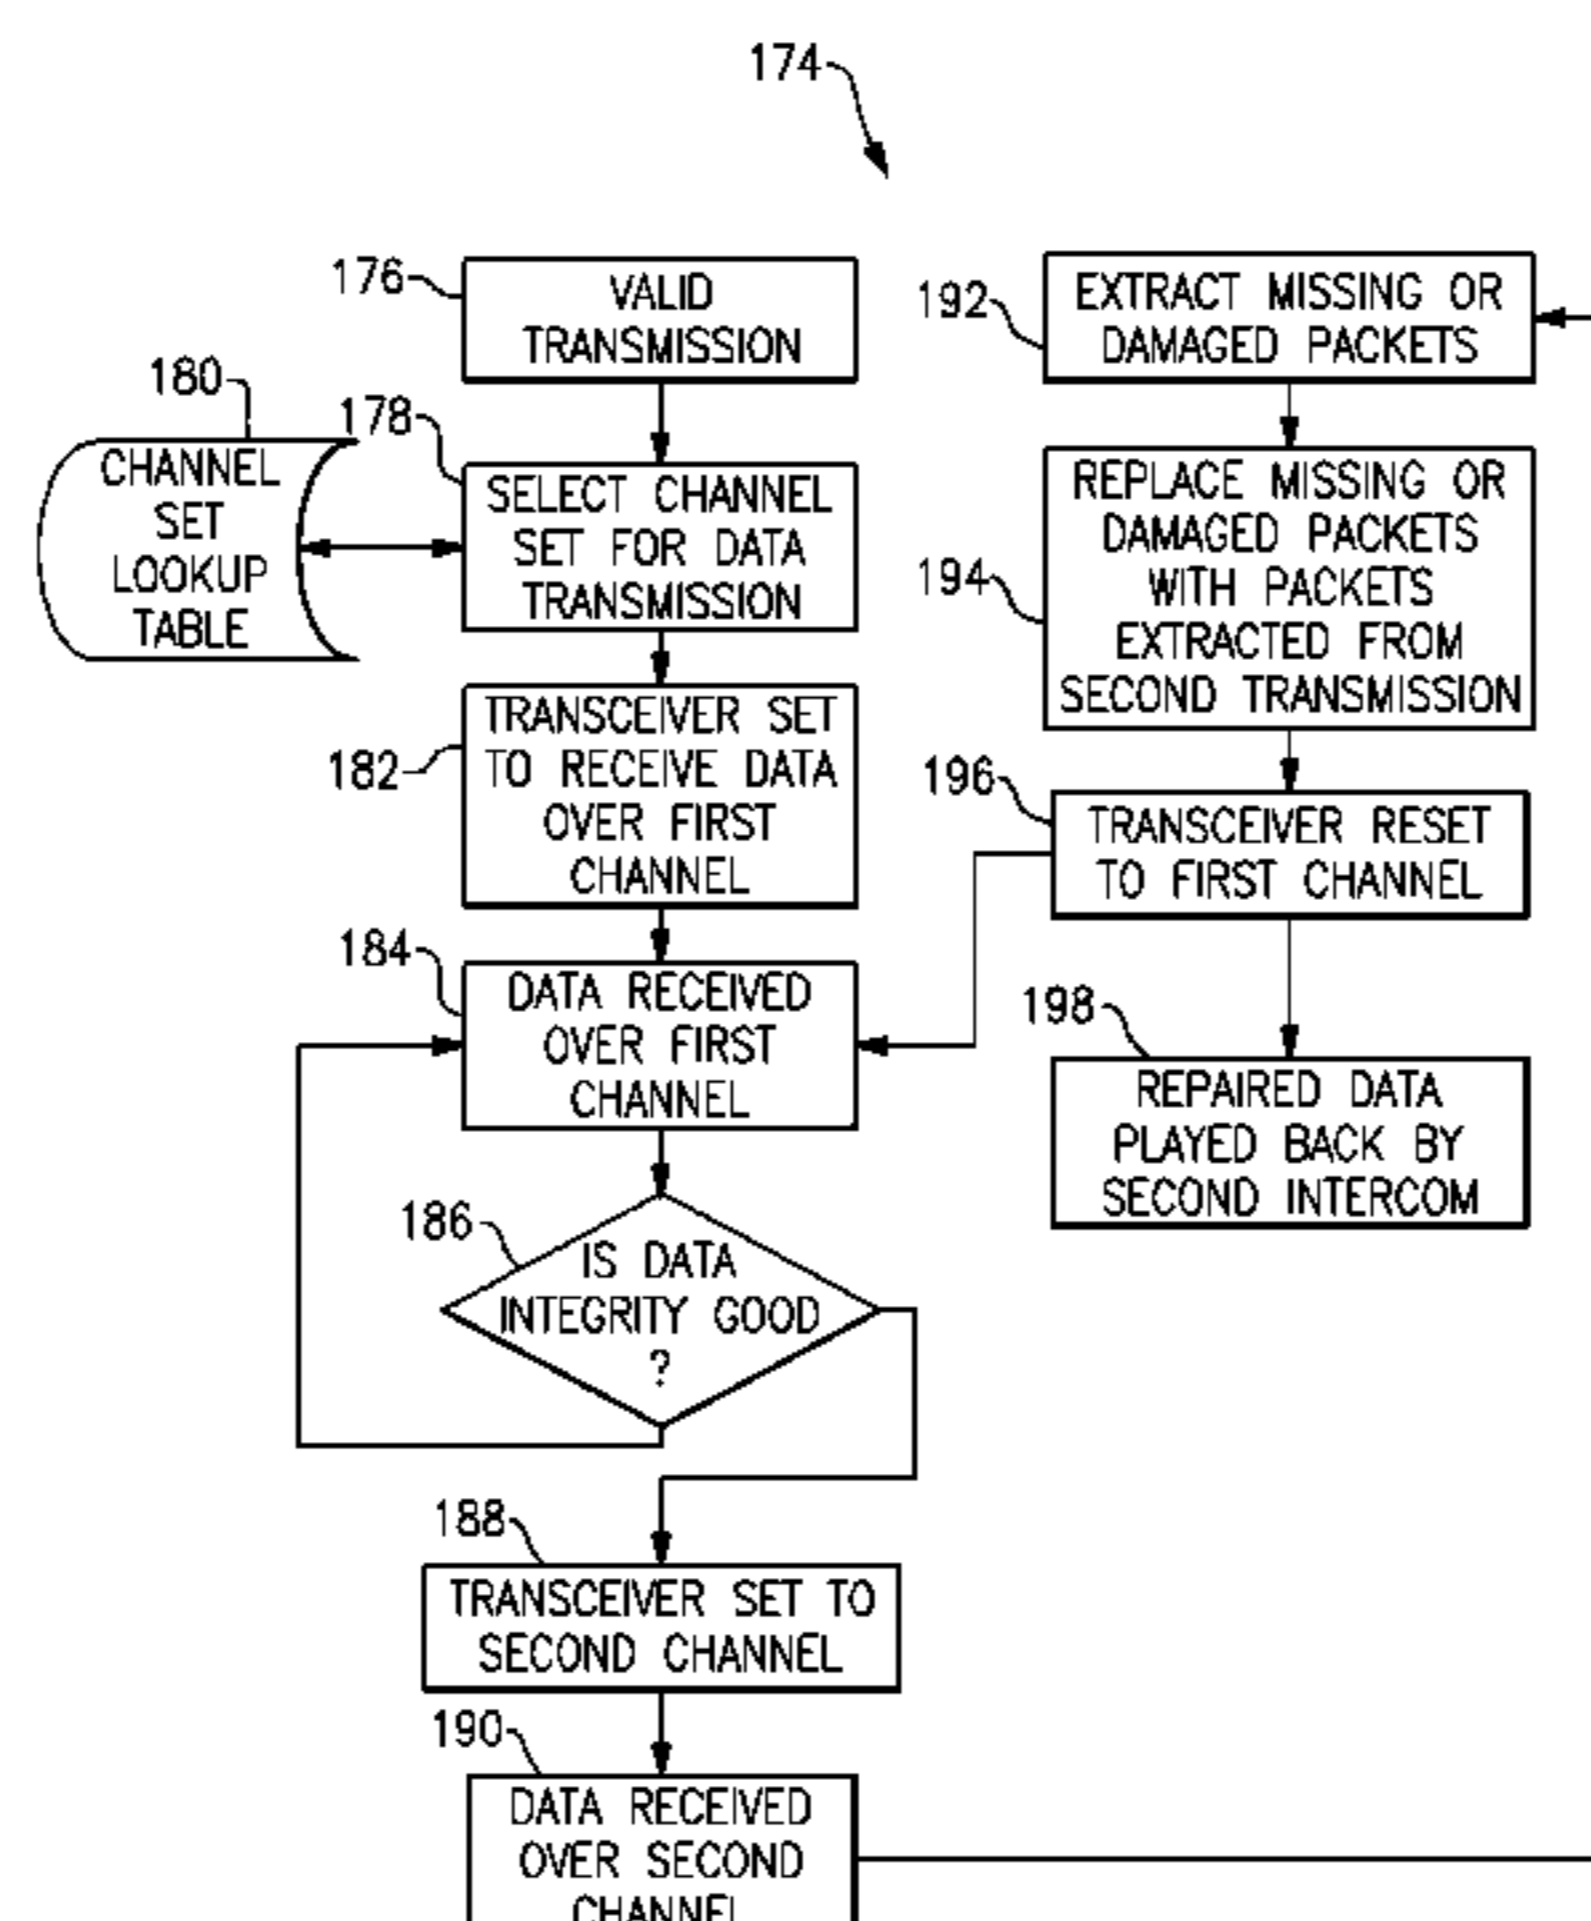 174
176
VALID
TRANSMISSION
180
CHANNEL
SET
LOOKUP
TABLE
178
SELECT CHANNEL
SET FOR DATA
TRANSMISSION
182
TRANSCEIVER SET
TO RECEIVE DATA
OVER FIRST
CHANNEL
184
DATA RECEIVED
OVER FIRST
CHANNEL
186
IS DATA
INTEGRITY GOOD
?
188
TRANSCEIVER SET TO
SECOND CHANNEL
190
DATA RECEIVED
OVER SECOND
CHANNEL
192
EXTRACT MISSING OR
DAMAGED PACKETS
194
REPLACE MISSING OR
DAMAGED PACKETS
WITH PACKETS
EXTRACTED FROM
SECOND TRANSMISSION
196
TRANSCEIVER RESET
TO FIRST CHANNEL
198
REPAIRED DATA
PLAYED BACK BY
SECOND INTERCOM